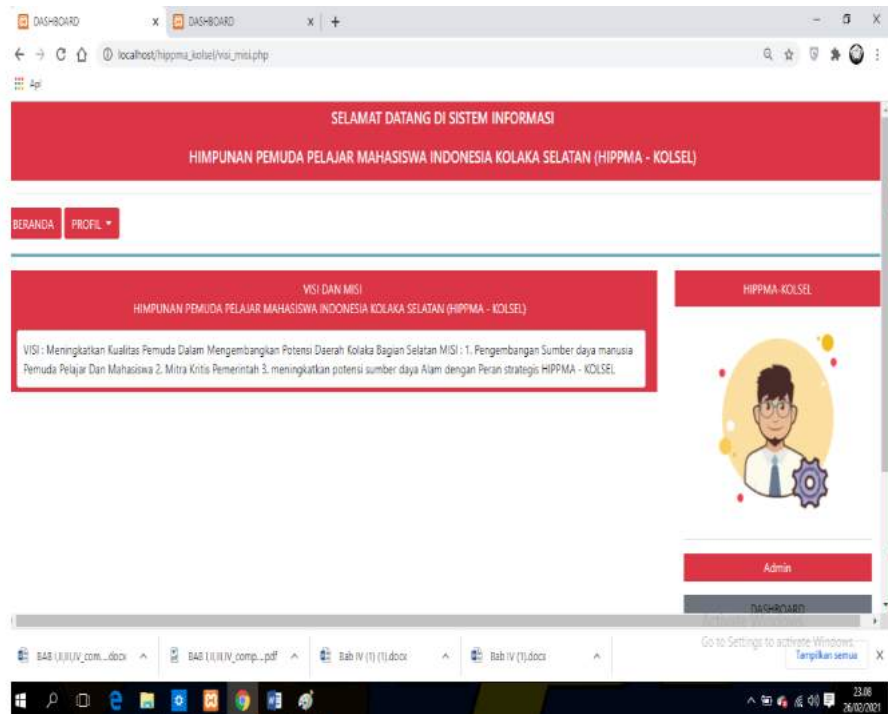 DASHBOARD
DASHBOARD
localhost/hippma_kolsel/visi_misi.php
Apl
SELAMAT DATANG DI SISTEM INFORMASI
HIMPUNAN PEMUDA PELAJAR MAHASISWA INDONESIA KOLAKA SELATAN (HIPPMA - KOLSEL)
BERANDA
PROFIL
VISI DAN MISI
HIMPUNAN PEMUDA PELAJAR MAHASISWA INDONESIA KOLAKA SELATAN (HIPPMA - KOLSEL)
VISI : Meningkatkan Kualitas Pemuda Dalam Mengembangkan Potensi Daerah Kolaka Bagian Selatan MISI : 1. Pengembangan Sumber daya manusia
Pemuda Pelajar Dan Mahasiswa 2. Mitra Kritis Pemerintah 3. meningkatkan potensi sumber daya Alam dengan Peran strategis HIPPMA - KOLSEL
HIPPMA-KOLSEL
Admin
DASHBOARD
Activate Windows
Go to Settings to activate Windows.
BAB I,II,III,IV_com....docx
BAB I,II,III,IV_comp....pdf
Bab IV (1) (1).docx
Bab IV (1).docx
Tampilkan semua
23.08
26/02/2021